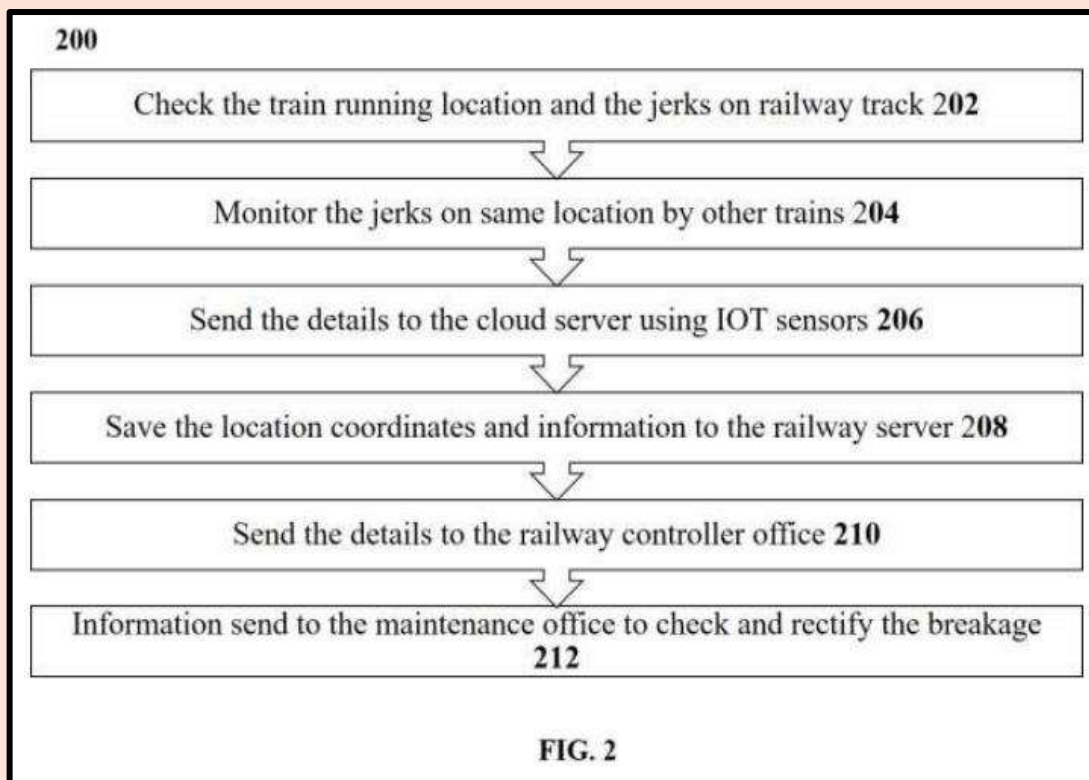 200
Check the train running location and the jerks on railway track 202
Monitor the jerks on same location by other trains 204
Send the details to the cloud server using IOT sensors 206
Save the location coordinates and information to the railway server 208
Send the details to the railway controller office 210
Information send to the maintenance office to check and rectify the breakage
212
FIG. 2